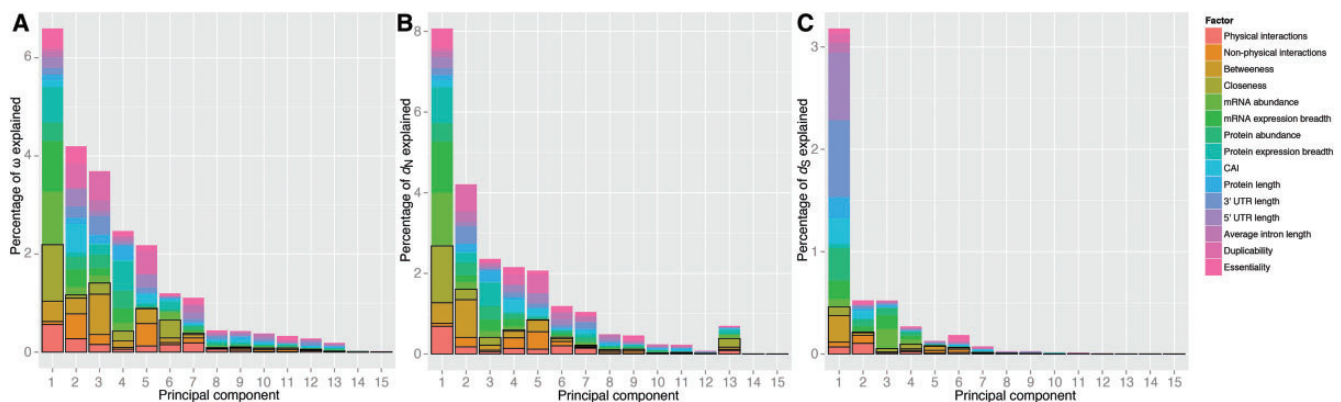 A
Percentage of ω explained
6
4
2
0
1 2 3 4 5 6 7 8 9 10 11 12 13 14 15
Principal component
B
Percentage of dN explained
8
6
4
2
0
1 2 3 4 5 6 7 8 9 10 11 12 13 14 15
Principal component
C
Percentage of dS explained
3
2
1
0
1 2 3 4 5 6 7 8 9 10 11 12 13 14 15
Principal component
Factor
Physical interactions
Non-physical interactions
Betweeness
Closeness
mRNA abundance
mRNA expression breadth
Protein abundance
Protein expression breadth
CAI
Protein length
3' UTR length
5' UTR length
Average intron length
Duplicability
Essentiality